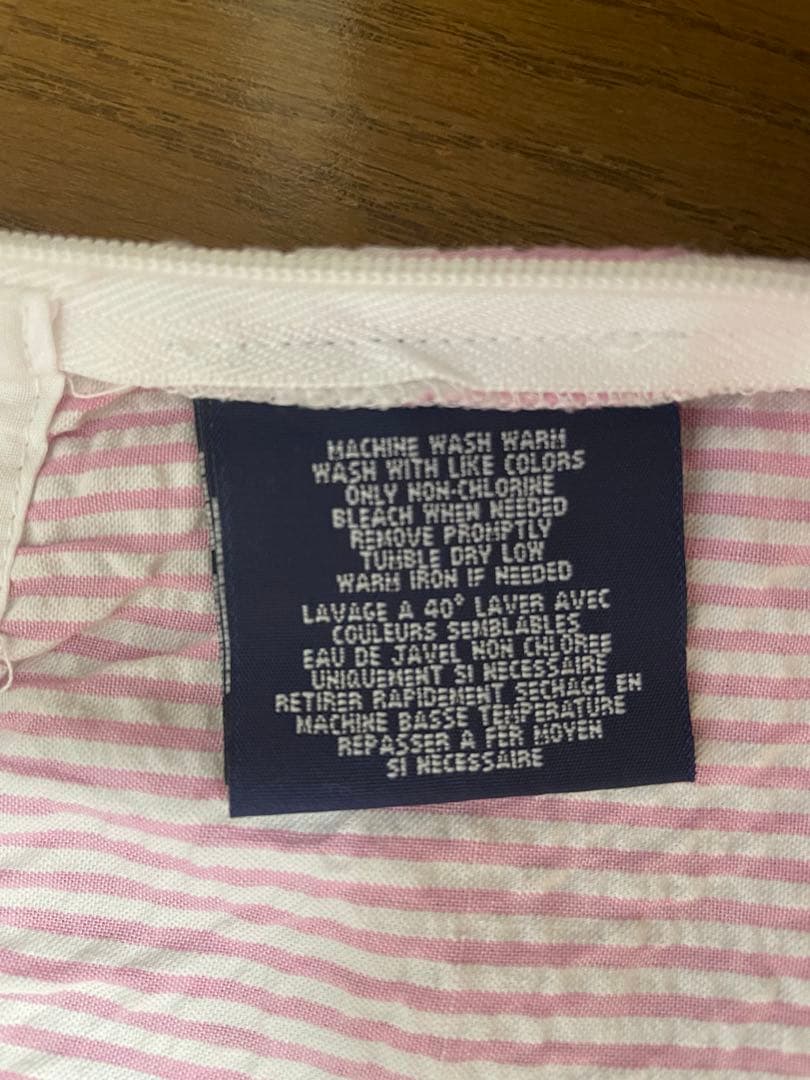 MACHINE WASH WARM
WASH WITH LIKE COLORS
ONLY NON-CHLORINE
BLEACH WHEN NEEDED
REMOVE PROMPTLY
TUMBLE DRY LOW
WARM IRON IF NEEDED
LAVAGE A 40° LAVER AVEC
COULEURS SEMBLABLES
EAU DE JAVEL NON CHLOREE
UNIQUEMENT SI NECESSAIRE
RETIRER RAPIDEMENT SECHAGE EN
MACHINE BASSE TEMPERATURE
REPASSER A FER MOYEN
SI NECESSAIRE